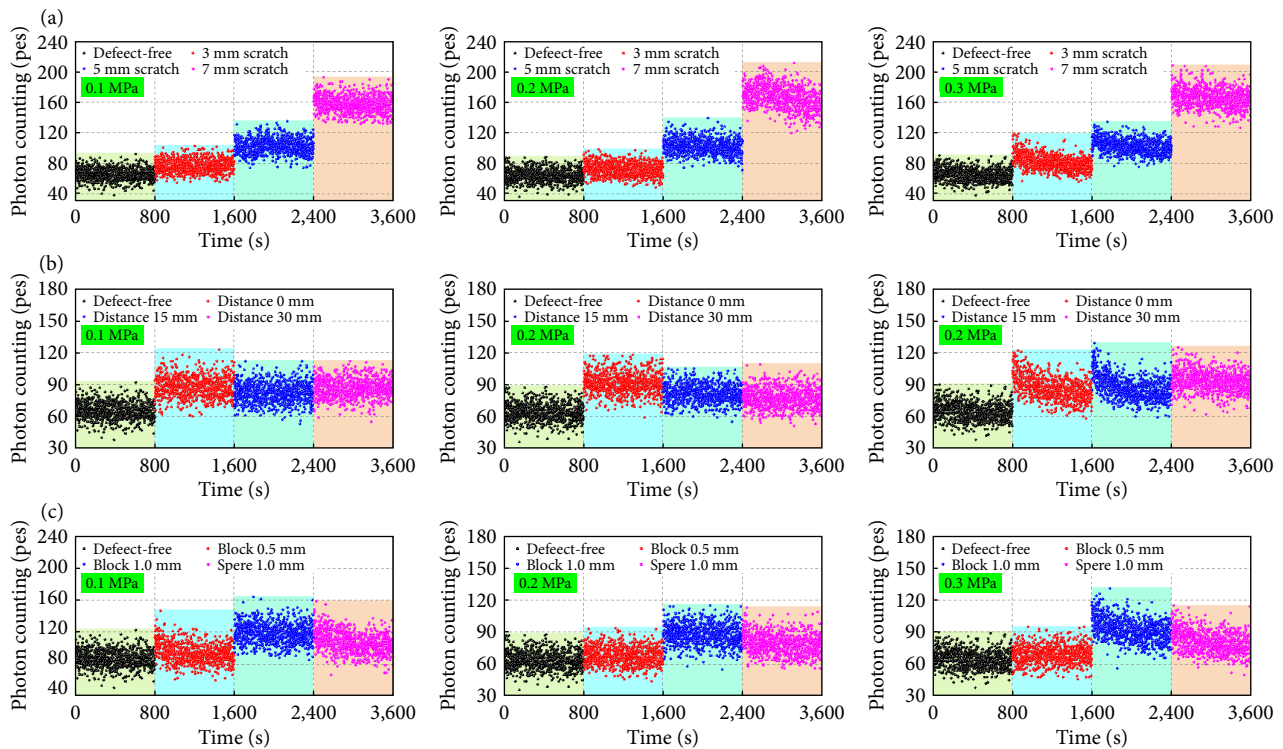 (a)
Photon counting (pes)
240
200
160
120
80
40
Defeect-free 3 mm scratch
5 mm scratch 7 mm scratch
0.1 MPa
0 800 1,600 2,400 3,600
Time (s)
Photon counting (pes)
240
200
160
120
80
40
Defeect-free 3 mm scratch
5 mm scratch 7 mm scratch
0.2 MPa
0 800 1,600 2,400 3,600
Time (s)
Photon counting (pes)
240
200
160
120
80
40
Defeect-free 3 mm scratch
5 mm scratch 7 mm scratch
0.3 MPa
0 800 1,600 2,400 3,600
Time (s)
(b)
Photon counting (pes)
180
150
120
90
60
30
Defeect-free Distance 0 mm
Distance 15 mm Distance 30 mm
0.1 MPa
0 800 1,600 2,400 3,600
Time (s)
Photon counting (pes)
180
150
120
90
60
30
Defeect-free Distance 0 mm
Distance 15 mm Distance 30 mm
0.2 MPa
0 800 1,600 2,400 3,600
Time (s)
Photon counting (pes)
180
150
120
90
60
30
Defeect-free Distance 0 mm
Distance 15 mm Distance 30 mm
0.2 MPa
0 800 1,600 2,400 3,600
Time (s)
(c)
Photon counting (pes)
240
200
160
120
80
40
Defeect-free Block 0.5 mm
Block 1.0 mm Spere 1.0 mm
0.1 MPa
0 800 1,600 2,400 3,600
Time (s)
Photon counting (pes)
180
150
120
90
60
30
Defeect-free Block 0.5 mm
Block 1.0 mm Spere 1.0 mm
0.2 MPa
0 800 1,600 2,400 3,600
Time (s)
Photon counting (pes)
180
150
120
90
60
30
Defeect-free Block 0.5 mm
Block 1.0 mm Spere 1.0 mm
0.3 MPa
0 800 1,600 2,400 3,600
Time (s)